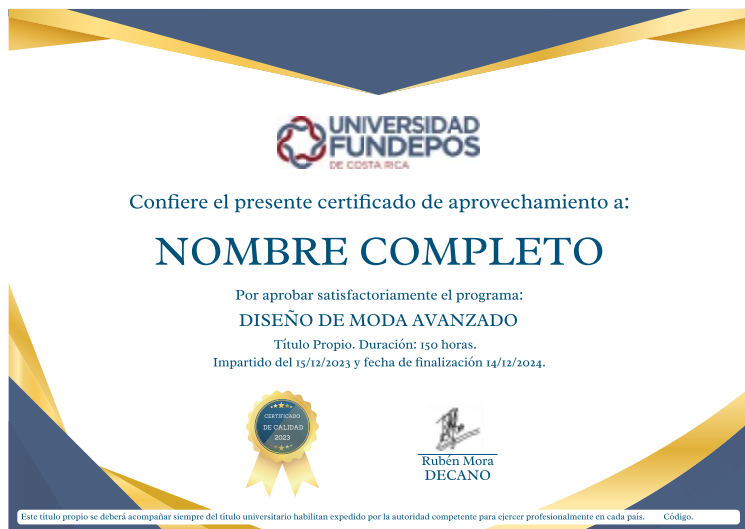 UNIVERSIDAD
FUNDEPOS
DE COSTA RICA
Confiere el presente certificado de aprovechamiento a:
NOMBRE COMPLETO
Por aprobar satisfactoriamente el programa:
DISEÑO DE MODA AVANZADO
Título Propio. Duración: 150 horas.
Impartido del 15/12/2023 y fecha de finalización 14/12/2024.
CERTIFICADO
DE CALIDAD
2023
Rubén Mora
DECANO
Este título propio se deberá acompañar siempre del título universitario habilitan expedido por la autoridad competente para ejercer profesionalmente en cada país. Código.